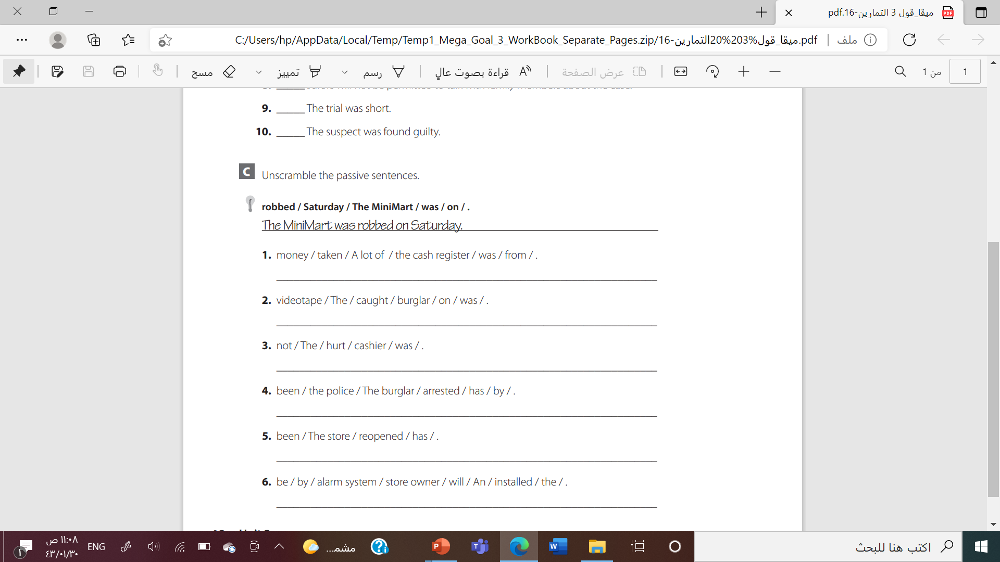 ميقا_قول 3 التمارين-16.pdf
C:/Users/hp/AppData/Local/Temp/Temp1_Mega_Goal_3_WorkBook_Separate_Pages.zip/16-ميقا_قول%203%20التمارين.pdf
ملف
مسح
تمييز
رسم
قراءة بصوت عالٍ
عرض الصفحة
من 1
1
9. _____ The trial was short.
10. _____ The suspect was found guilty.
C Unscramble the passive sentences.
robbed / Saturday / The MiniMart / was / on / .
The MiniMart was robbed on Saturday.
1. money / taken / A lot of / the cash register / was / from / .
2. videotape / The / caught / burglar / on / was / .
3. not / The / hurt / cashier / was / .
4. been / the police / The burglar / arrested / has / by / .
5. been / The store / reopened / has / .
6. be / by / alarm system / store owner / will / An / installed / the / .
١١:٠٨ ص
٤٣/٠١/٣٠
ENG
مشمـ...
اكتب هنا للبحث